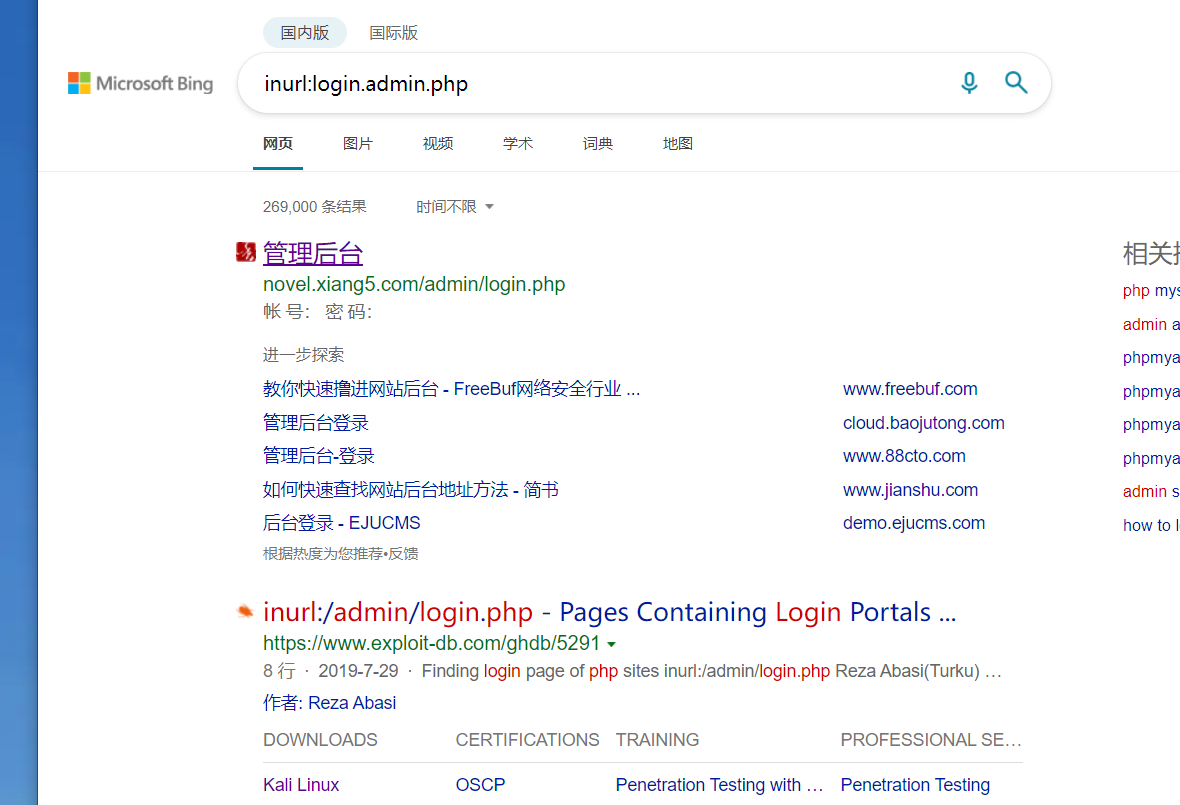 国内版 国际版
Microsoft Bing
inurl:login.admin.php
网页 图片 视频 学术 词典 地图
269,000 条结果 时间不限
管理后台
novel.xiang5.com/admin/login.php
帐 号： 密 码：
进一步探索
教你快速撸进网站后台 - FreeBuf网络安全行业 ... www.freebuf.com
管理后台登录 cloud.baojutong.com
管理后台-登录 www.88cto.com
如何快速查找网站后台地址方法 - 简书 www.jianshu.com
后台登录 - EJUCMS demo.ejucms.com
根据热度为您推荐•反馈
inurl:/admin/login.php - Pages Containing Login Portals ...
https://www.exploit-db.com/ghdb/5291
8 行 · 2019-7-29 · Finding login page of php sites inurl:/admin/login.php Reza Abasi(Turku) …
作者: Reza Abasi
DOWNLOADS CERTIFICATIONS TRAINING PROFESSIONAL SE…
Kali Linux OSCP Penetration Testing with … Penetration Testing
相关
php mys
admin a
phpmya
phpmya
phpmya
phpmya
admin s
how to l